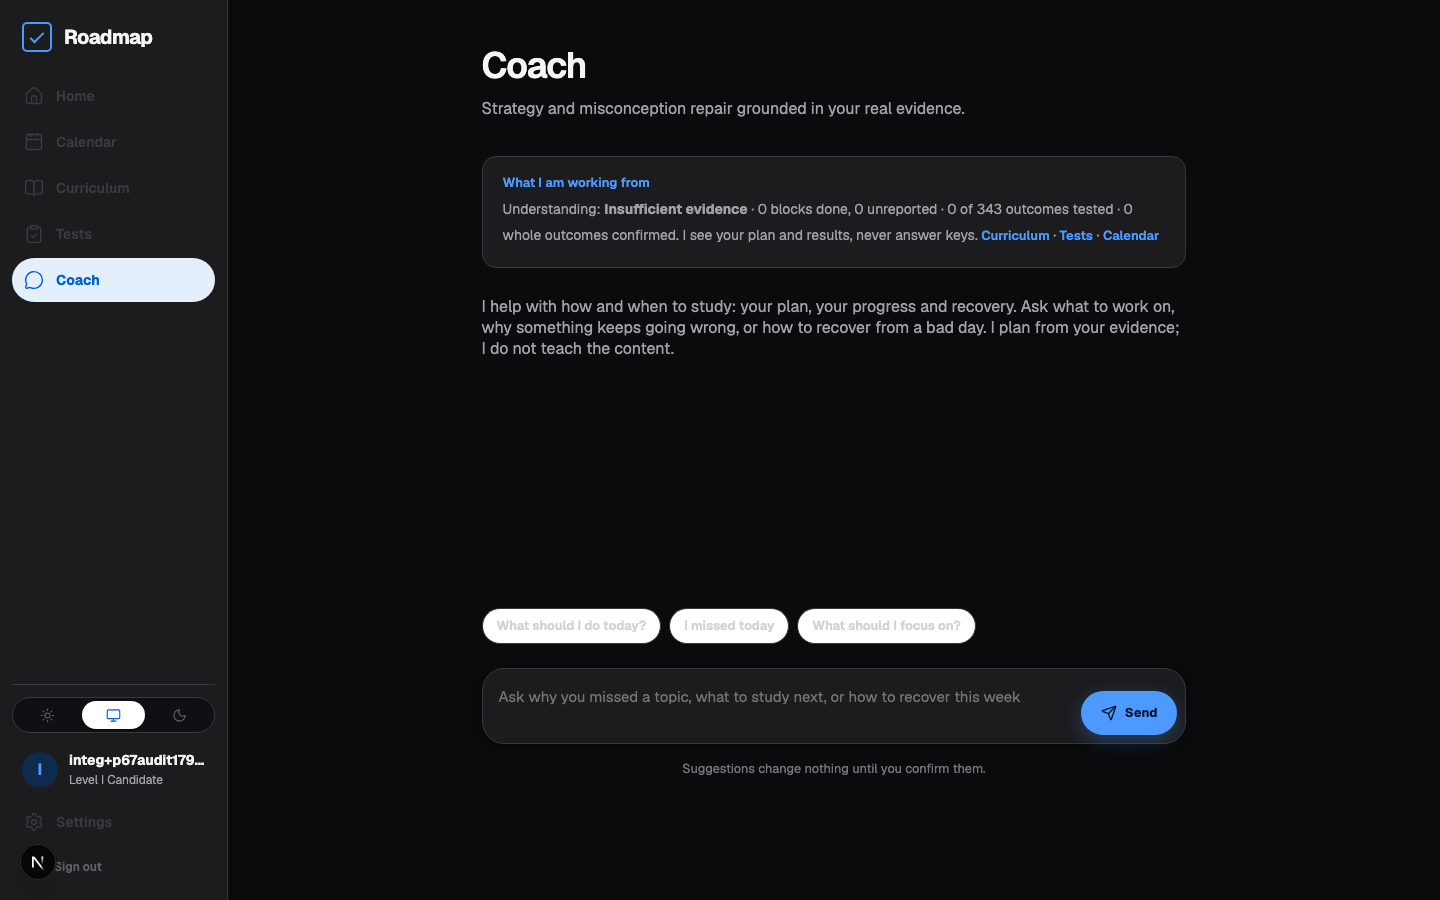 Roadmap
Home
Calendar
Curriculum
Tests
Coach
Coach
Strategy and misconception repair grounded in your real evidence.
What I am working from
Understanding: Insufficient evidence · 0 blocks done, 0 unreported · 0 of 343 outcomes tested · 0
whole outcomes confirmed. I see your plan and results, never answer keys. Curriculum · Tests · Calendar
I help with how and when to study: your plan, your progress and recovery. Ask what to work on,
why something keeps going wrong, or how to recover from a bad day. I plan from your evidence;
I do not teach the content.
What should I do today? I missed today What should I focus on?
Ask why you missed a topic, what to study next, or how to recover this week
Send
Suggestions change nothing until you confirm them.
I
integ+p67audit179...
Level I Candidate
Settings
N
Sign out